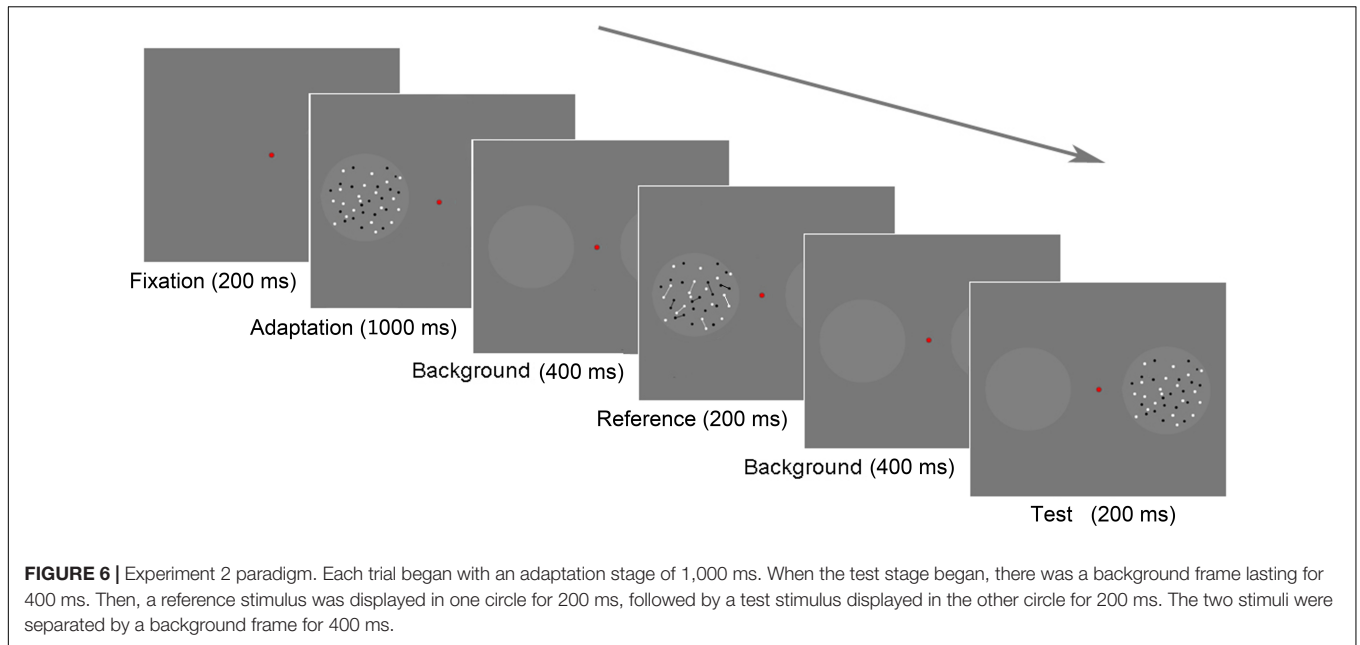 Fixation (200 ms)
Adaptation (1000 ms)
Background (400 ms)
Reference (200 ms)
Background (400 ms)
Test (200 ms)
FIGURE 6 | Experiment 2 paradigm. Each trial began with an adaptation stage of 1,000 ms. When the test stage began, there was a background frame lasting for
400 ms. Then, a reference stimulus was displayed in one circle for 200 ms, followed by a test stimulus displayed in the other circle for 200 ms. The two stimuli were
separated by a background frame for 400 ms.